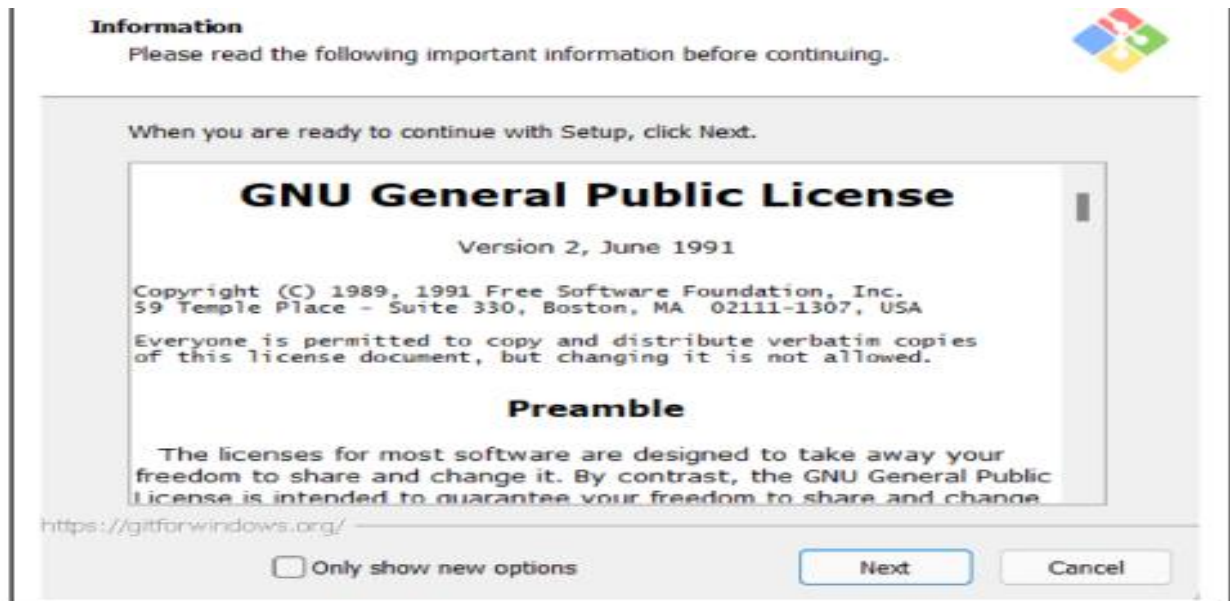 Information
Please read the following important information before continuing.
When you are ready to continue with Setup, click Next.
GNU General Public License
Version 2, June 1991
Copyright (C) 1989, 1991 Free Software Foundation, Inc.
59 Temple Place - Suite 330, Boston, MA  02111-1307, USA
Everyone is permitted to copy and distribute verbatim copies
of this license document, but changing it is not allowed.
Preamble
The licenses for most software are designed to take away your
freedom to share and change it. By contrast, the GNU General Public
License is intended to guarantee your freedom to share and change
https://gitforwindows.org/
Only show new options
Next
Cancel